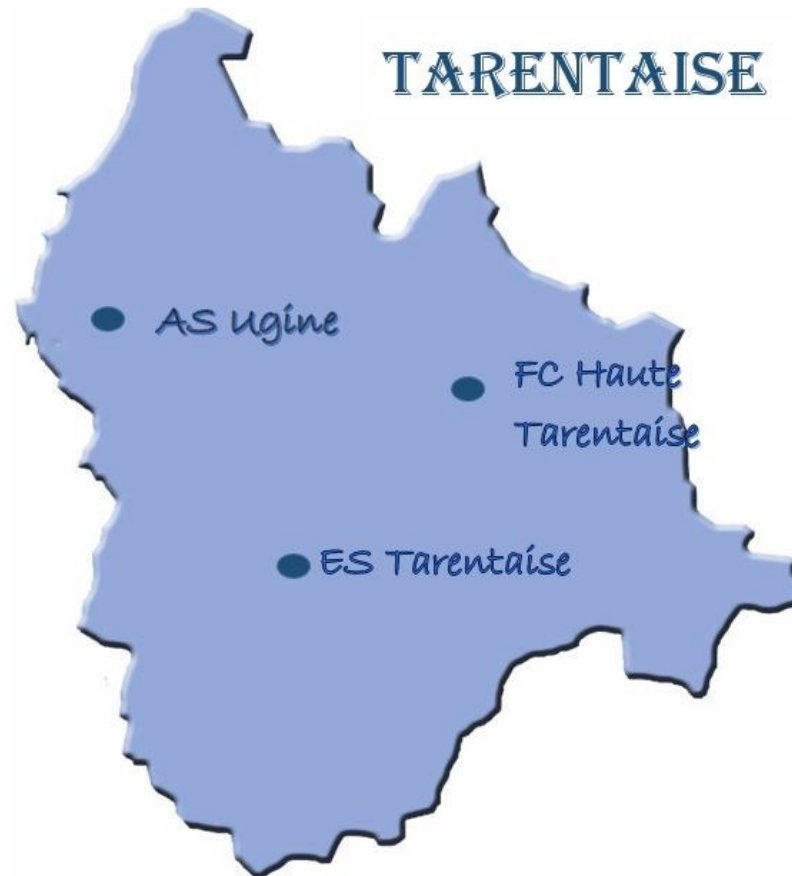 TARENTAISE
AS Ugine
FC Haute
Tarentaise
ES Tarentaise